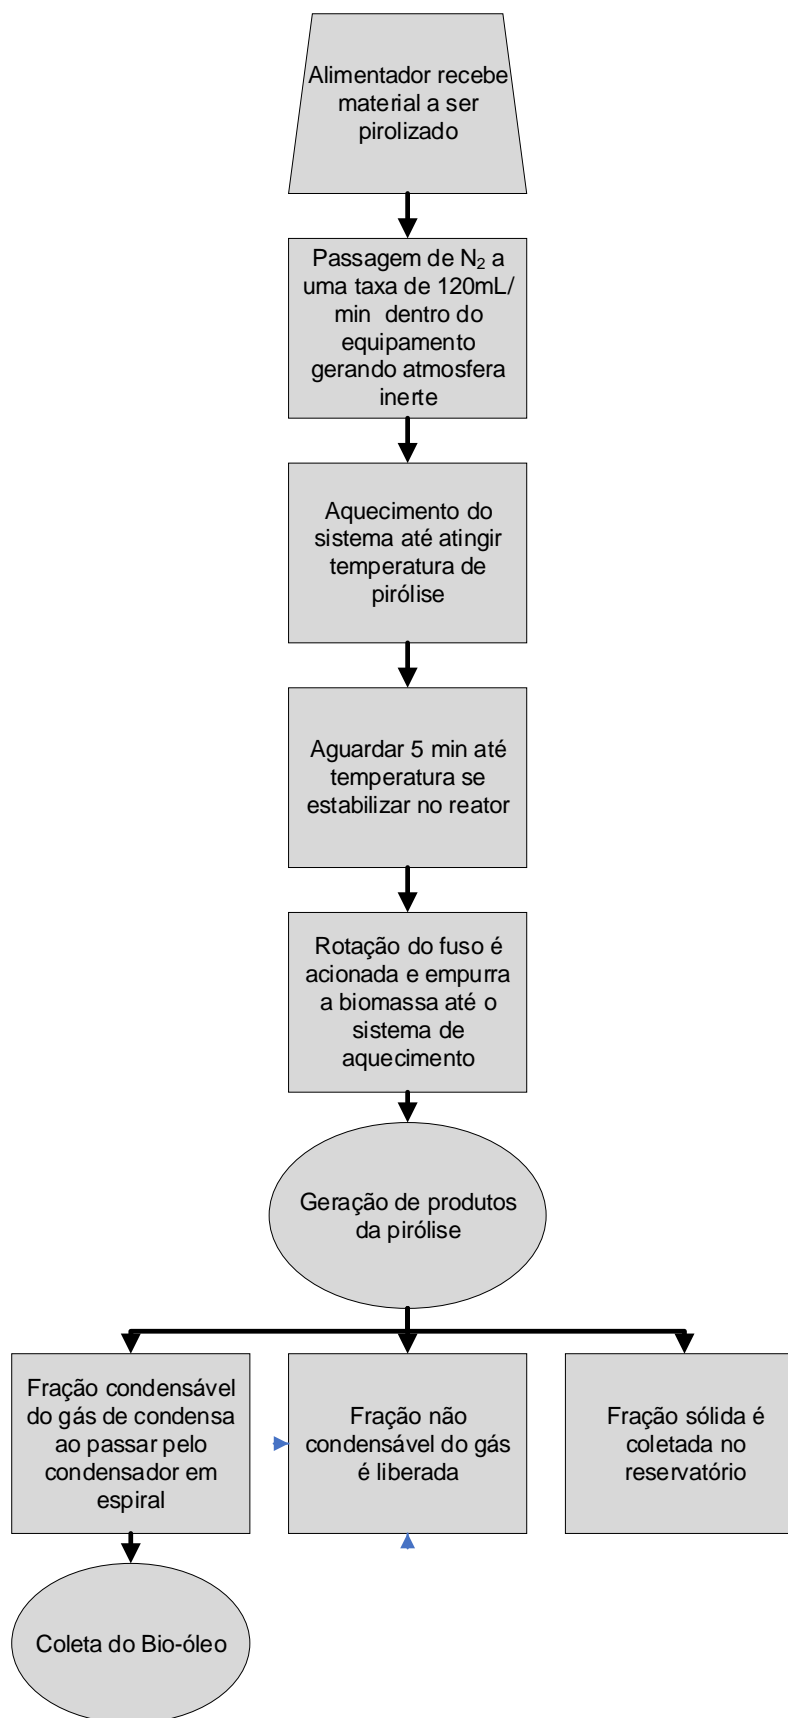 Alimentador recebe
material a ser
pirolizado
Passagem de N₂ a
uma taxa de 120mL/
min dentro do
equipamento
gerando atmosfera
inerte
Aquecimento do
sistema até atingir
temperatura de
pirólise
Aguardar 5 min até
temperatura se
estabilizar no reator
Rotação do fuso é
acionada e empurra
a biomassa até o
sistema de
aquecimento
Geração de produtos
da pirólise
Fração condensável
do gás de condensa
ao passar pelo
condensador em
espiral
Fração não
condensável do gás
é liberada
Fração sólida é
coletada no
reservatório
Coleta do Bio-óleo